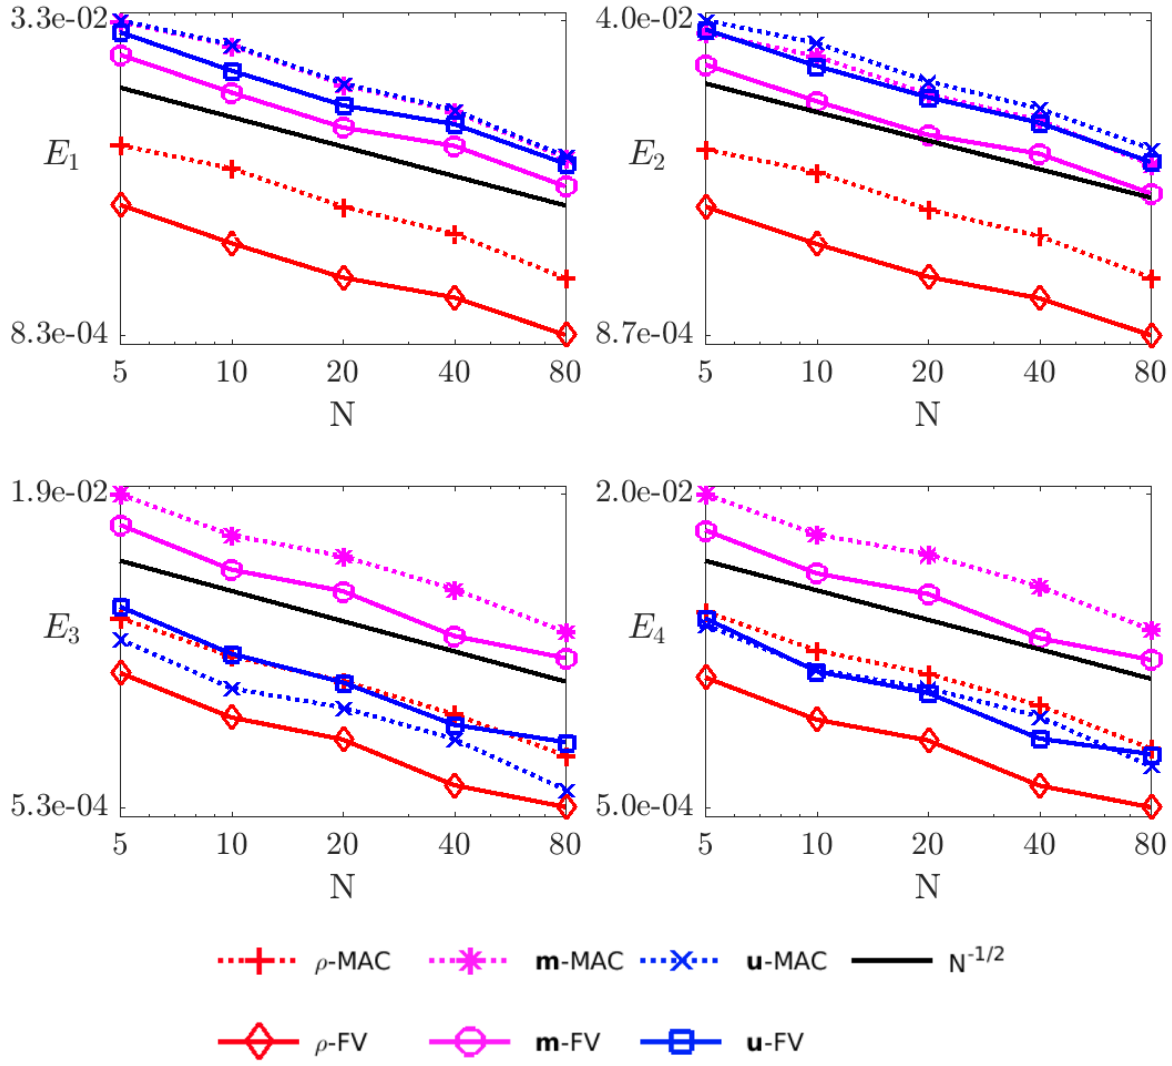 3.3e-02
E1
8.3e-04
5 10 20 40 80
N
4.0e-02
E2
8.7e-04
5 10 20 40 80
N
1.9e-02
E3
5.3e-04
5 10 20 40 80
N
2.0e-02
E4
5.0e-04
5 10 20 40 80
N
ρ-MAC m-MAC u-MAC N-1/2
ρ-FV m-FV u-FV